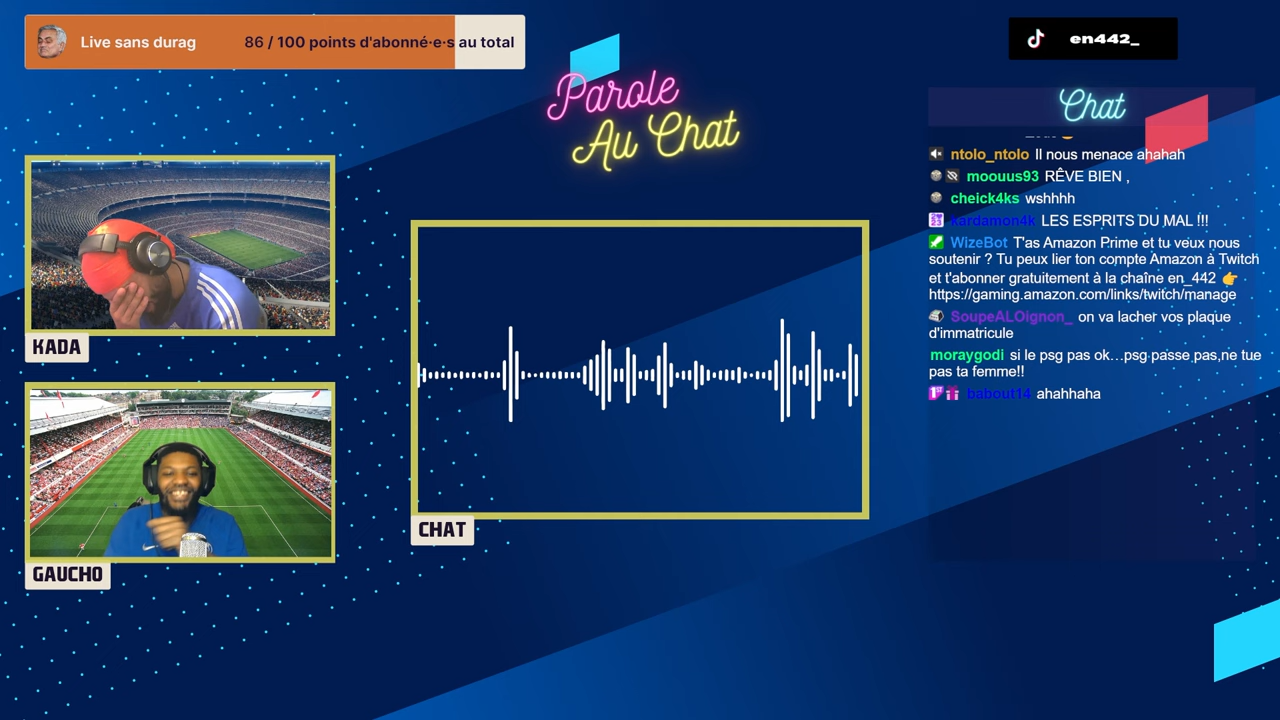 Live sans durag
86 / 100 points d'abonné·e·s au total
en442_
Parole
Au Chat
Chat
ntolo_ntolo Il nous menace ahahah
moouus93 RÊVE BIEN ,
cheick4ks wshhhh
kardamon4k LES ESPRITS DU MAL !!!
WizeBot T'as Amazon Prime et tu veux nous
soutenir ? Tu peux lier ton compte Amazon à Twitch
et t'abonner gratuitement à la chaîne en_442 👉
https://gaming.amazon.com/links/twitch/manage
SoupeALOignon_ on va lacher vos plaque
d'immatricule
moraygodi si le psg pas ok…psg passe pas,ne tue
pas ta femme!!
babout14 ahahhaha
KADA
GAUCHO
CHAT